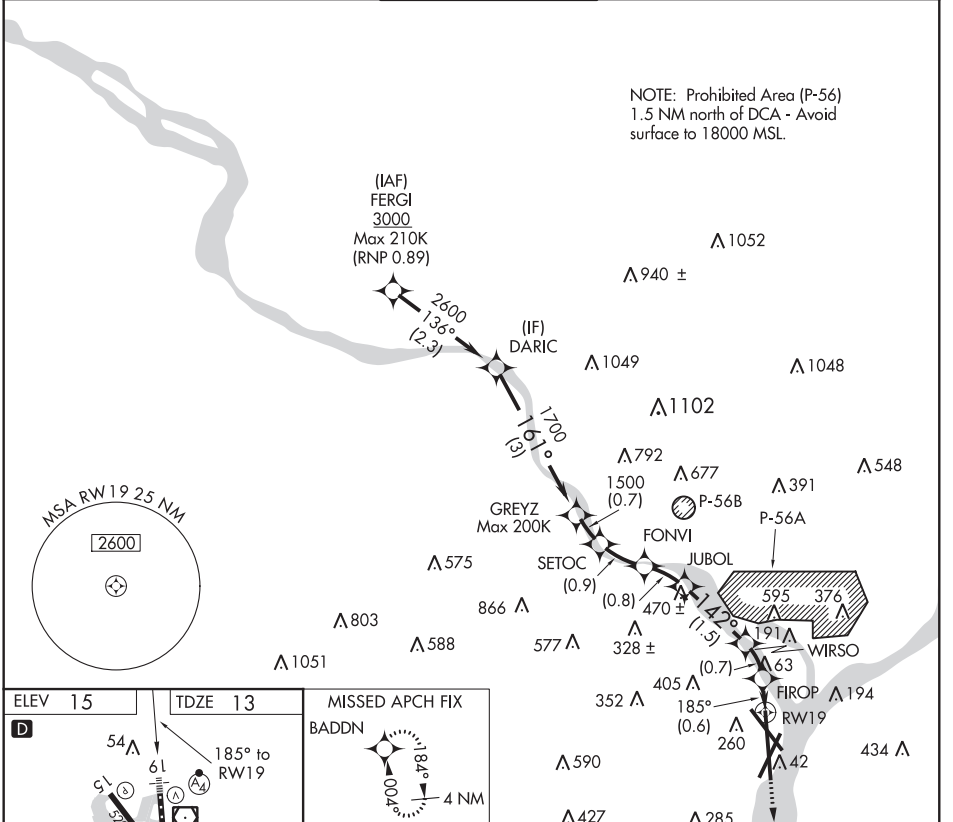 NOTE: Prohibited Area (P-56)
1.5 NM north of DCA - Avoid
surface to 18000 MSL.
(IAF)
FERGI
3000
Max 210K
(RNP 0.89)
1052
940 ±
2600
136°
(2.3)
(IF)
DARIC
1049
1048
1102
1700
161°
(3)
792
677
548
391
1500
(0.7)
P-56B
P-56A
GREYZ
Max 200K
FONVI
SETOC
JUBOL
(0.9)
(0.8)
470 ±
142°
(1.5)
595
376
191
WIRSO
MSA RW19 25 NM
2600
575
866
803
588
577
328 ±
1051
(0.7)
63
405
352
FIROP
194
185°
(0.6)
RW19
260
434
42
590
427
285
ELEV 15
TDZE 13
D
54
19
185° to
RW19
15
P
V
A4
52
MISSED APCH FIX
BADDN
184°
004°
4 NM